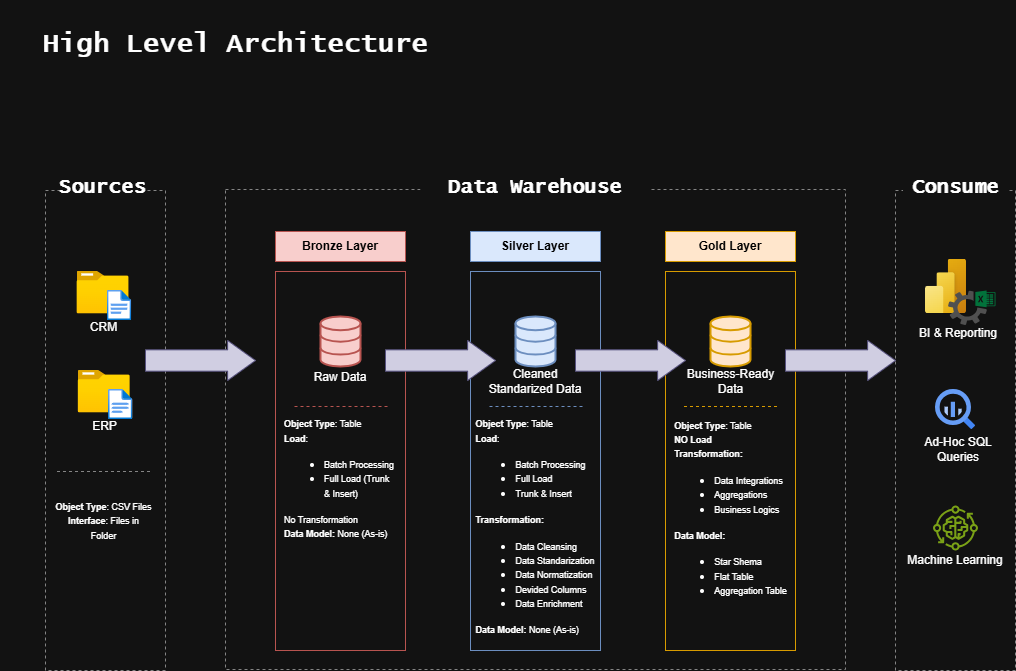 High Level Architecture
Sources
CRM
ERP
Object Type: CSV Files
Interface: Files in
Folder
Data Warehouse
Bronze Layer
Raw Data
Object Type: Table
Load:
Batch Processing
Full Load (Trunk
& Insert)
No Transformation
Data Model: None (As-is)
Silver Layer
Cleaned
Standarized Data
Object Type: Table
Load:
Batch Processing
Full Load
Trunk & Insert
Transformation:
Data Cleansing
Data Standarization
Data Normatization
Devided Columns
Data Enrichment
Data Model: None (As-is)
Gold Layer
Business-Ready
Data
Object Type: Table
NO Load
Transformation:
Data Integrations
Aggregations
Business Logics
Data Model:
Star Shema
Flat Table
Aggregation Table
Consume
X
BI & Reporting
Ad-Hoc SQL
Queries
Machine Learning